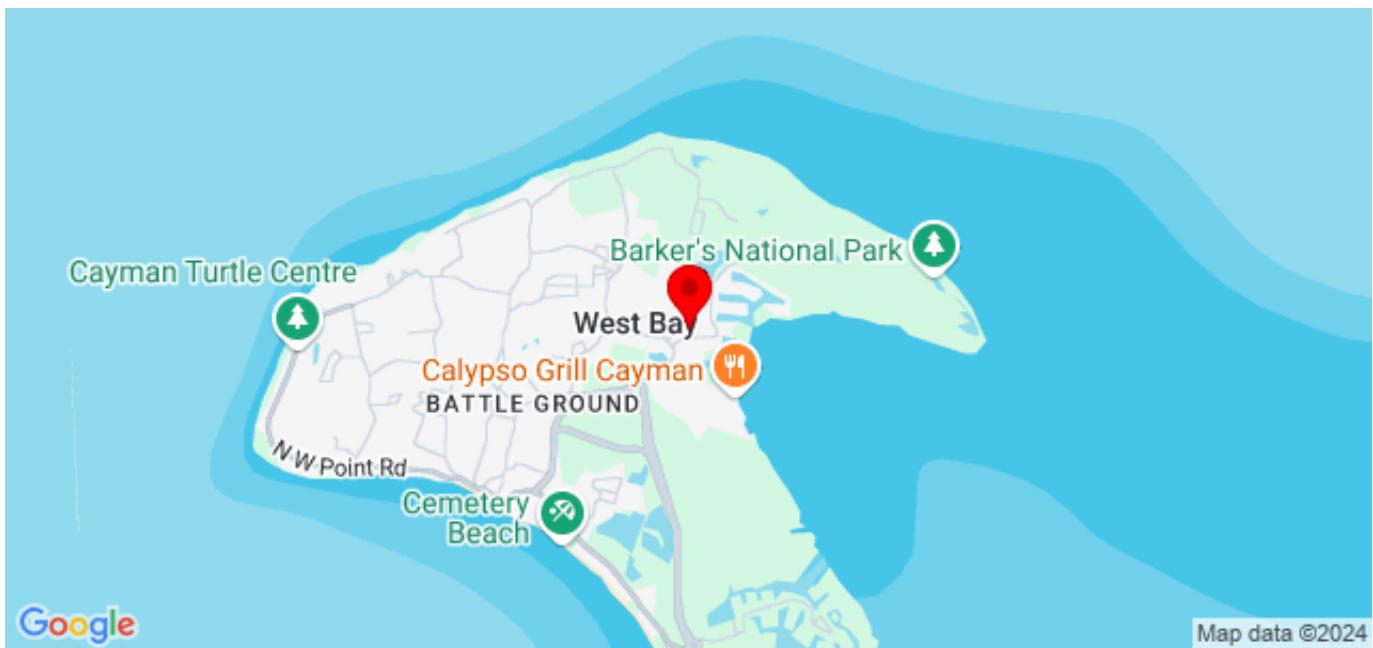 Barker's National Park
Cayman Turtle Centre
West Bay
Calypso Grill Cayman
BATTLE GROUND
N W Point Rd
Cemetery
Beach
Google
Map data ©2024